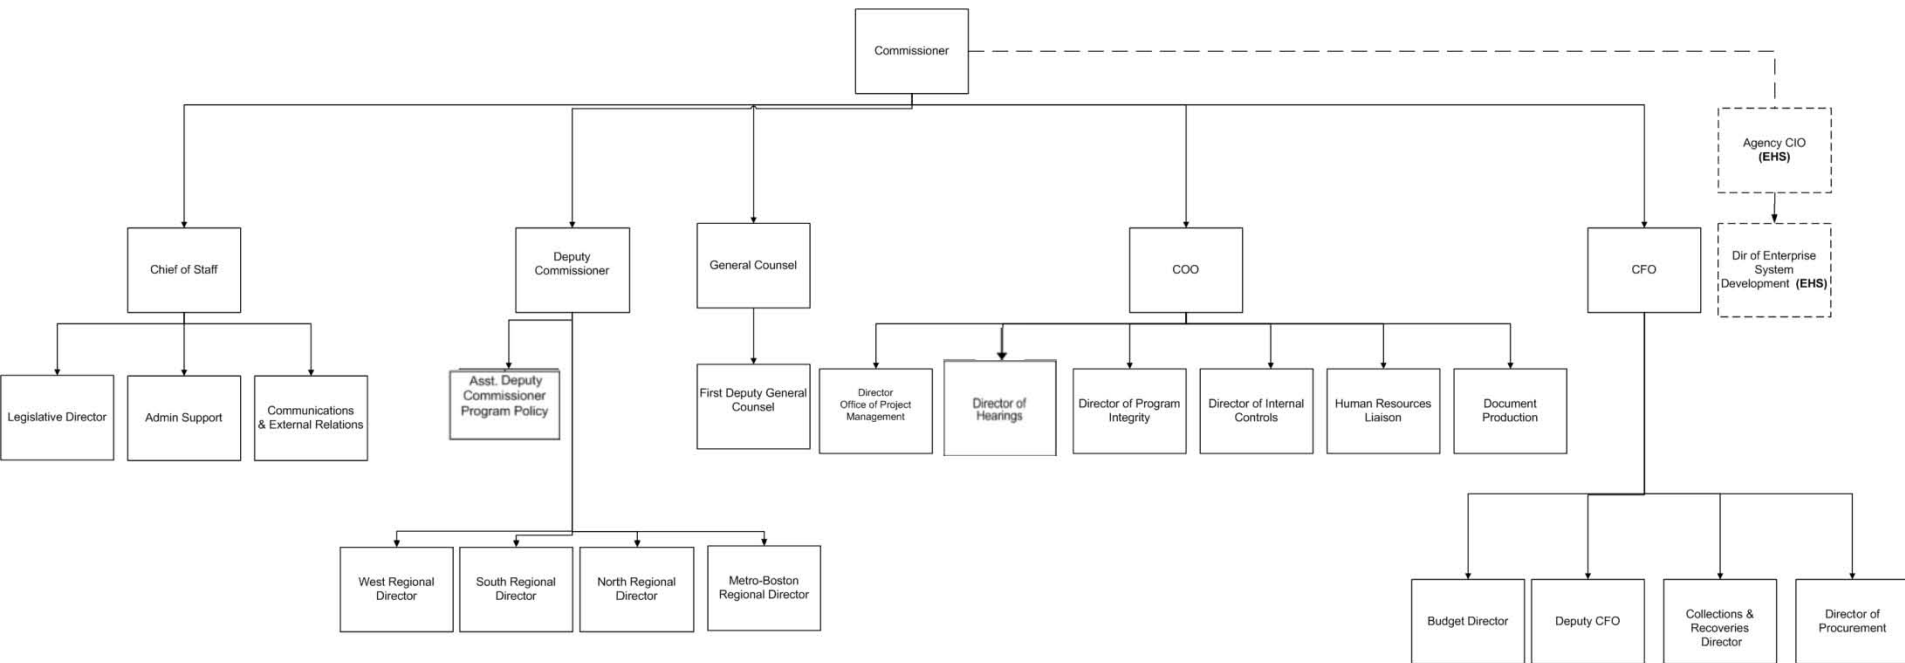 Commissioner
Agency CIO
(EHS)
Dir of Enterprise
System
Development (EHS)
Chief of Staff
Deputy
Commissioner
General Counsel
COO
CFO
Legislative Director
Admin Support
Communications
& External Relations
Asst. Deputy
Commissioner
Program Policy
First Deputy General
Counsel
Director
Office of Project
Management
Director of
Hearings
Director of Program
Integrity
Director of Internal
Controls
Human Resources
Liaison
Document
Production
West Regional
Director
South Regional
Director
North Regional
Director
Metro-Boston
Regional Director
Budget Director
Deputy CFO
Collections &
Recoveries
Director
Director of
Procurement